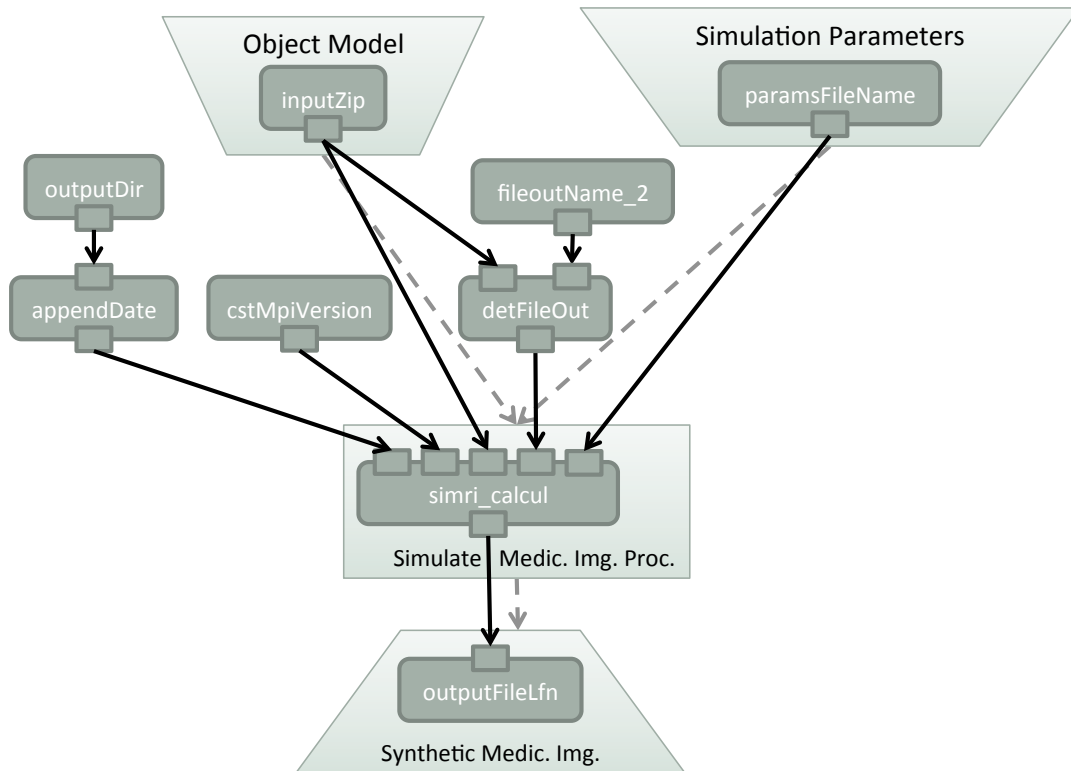 Object Model
Simulation Parameters
inputZip
paramsFileName
outputDir
fileoutName_2
appendDate
cstMpiVersion
detFileOut
simri_calcul
Simulate Medic. Img. Proc.
outputFileLfn
Synthetic Medic. Img.